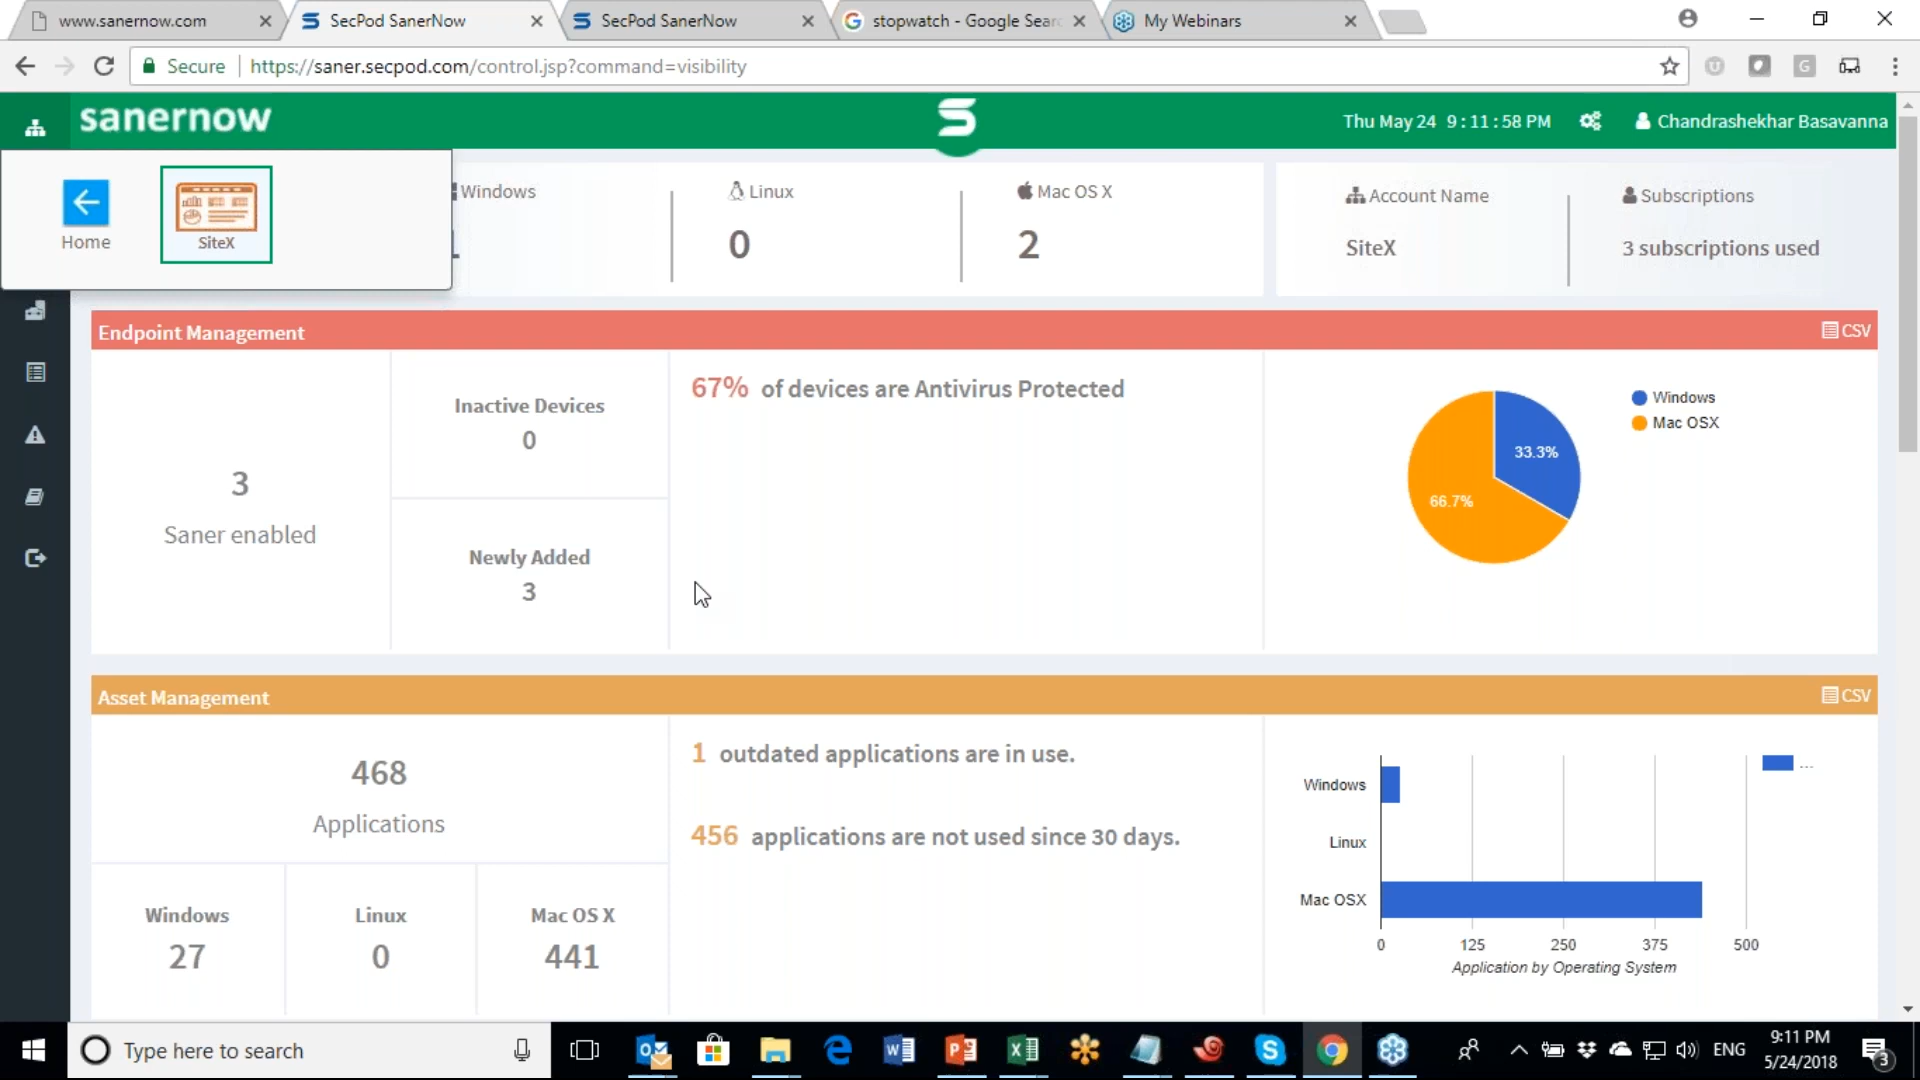 www.sanernow.com
SecPod SanerNow
SecPod SanerNow
stopwatch - Google Sear
My Webinars
Secure
https://saner.secpod.com/control.jsp?command=visibility
sanernow
Thu May 24 9:11:58 PM
Chandrashekhar Basavanna
Home
SiteX
Windows
1
Linux
0
Mac OS X
2
Account Name
SiteX
Subscriptions
3 subscriptions used
Endpoint Management
CSV
3
Saner enabled
Inactive Devices
0
Newly Added
3
67% of devices are Antivirus Protected
33.3%
66.7%
Windows
Mac OSX
Asset Management
CSV
468
Applications
Windows
27
Linux
0
Mac OS X
441
1 outdated applications are in use.
456 applications are not used since 30 days.
...
Windows
Linux
Mac OSX
0 125 250 375 500
Application by Operating System
Type here to search
ENG
9:11 PM
5/24/2018
3